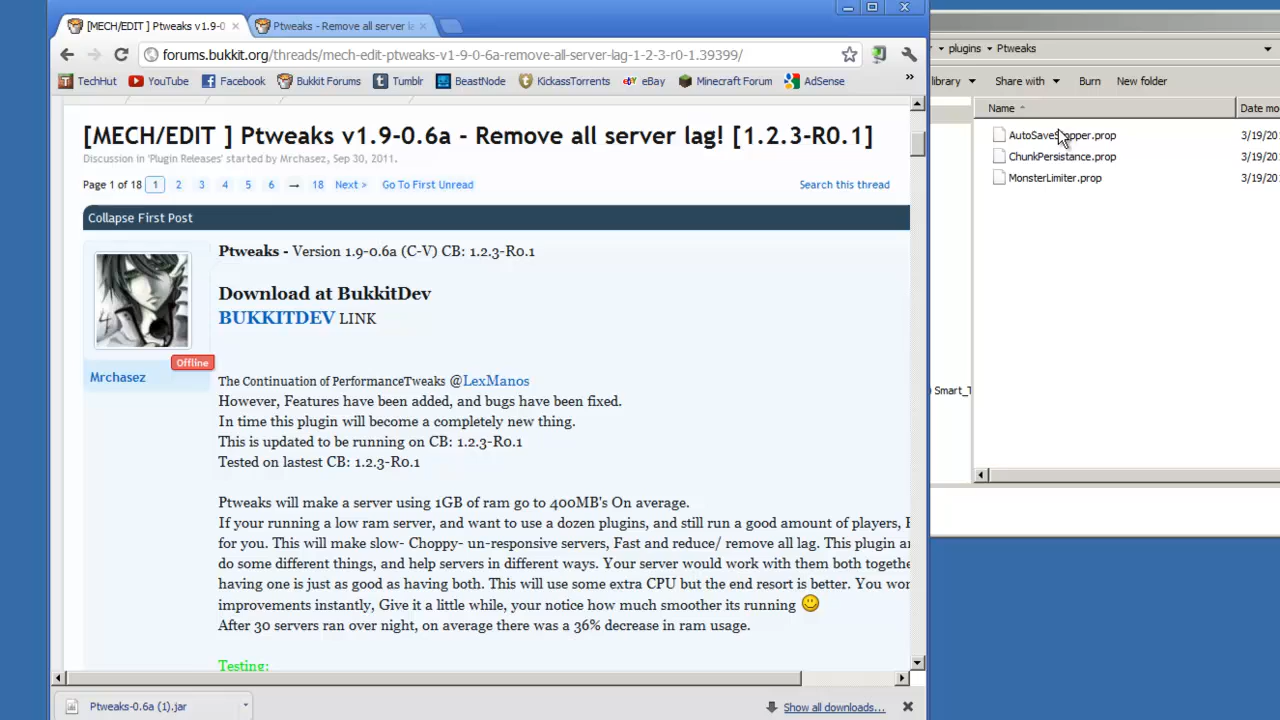 [MECH/EDIT] Ptweaks v1.9-0
Ptweaks - Remove all server la
forums.bukkit.org/threads/mech-edit-ptweaks-v1-9-0-6a-remove-all-server-lag-1-2-3-r0-1.39399/
TechHut YouTube Facebook Bukkit Forums Tumblr BeastNode KickassTorrents eBay Minecraft Forum AdSense »
[MECH/EDIT ] Ptweaks v1.9-0.6a - Remove all server lag! [1.2.3-R0.1]
Discussion in 'Plugin Releases' started by Mrchasez, Sep 30, 2011.
Page 1 of 18 1 2 3 4 5 6 → 18 Next > Go To First Unread Search this thread
Collapse First Post
Offline
Mrchasez
Ptweaks - Version 1.9-0.6a (C-V) CB: 1.2.3-R0.1
Download at BukkitDev
BUKKITDEV LINK
The Continuation of PerformanceTweaks @LexManos
However, Features have been added, and bugs have been fixed.
In time this plugin will become a completely new thing.
This is updated to be running on CB: 1.2.3-R0.1
Tested on lastest CB: 1.2.3-R0.1
Ptweaks will make a server using 1GB of ram go to 400MB's On average.
If your running a low ram server, and want to use a dozen plugins, and still run a good amount of players,
for you. This will make slow- Choppy- un-responsive servers, Fast and reduce/ remove all lag. This plugin
do some different things, and help servers in different ways. Your server would work with them both togethe
having one is just as good as having both. This will use some extra CPU but the end resort is better. You wor
improvements instantly, Give it a little while, your notice how much smoother its running
After 30 servers ran over night, on average there was a 36% decrease in ram usage.
Testing:
Ptweaks-0.6a (1).jar
Show all downloads...
plugins Ptweaks
library Share with Burn New folder
Name Date mo
AutoSaveStopper.prop 3/19/20
ChunkPersistance.prop 3/19/20
MonsterLimiter.prop 3/19/20
Smart_T